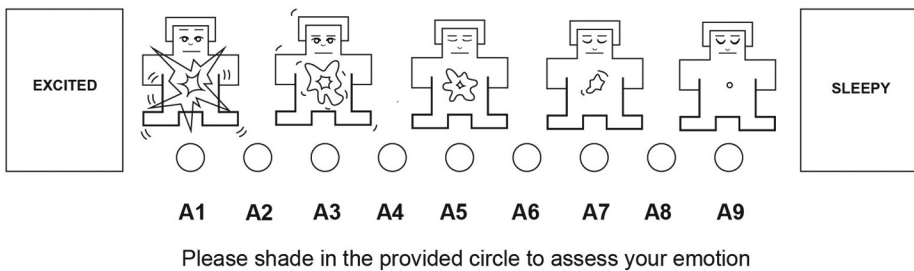 EXCITED
SLEEPY
A1 A2 A3 A4 A5 A6 A7 A8 A9
Please shade in the provided circle to assess your emotion